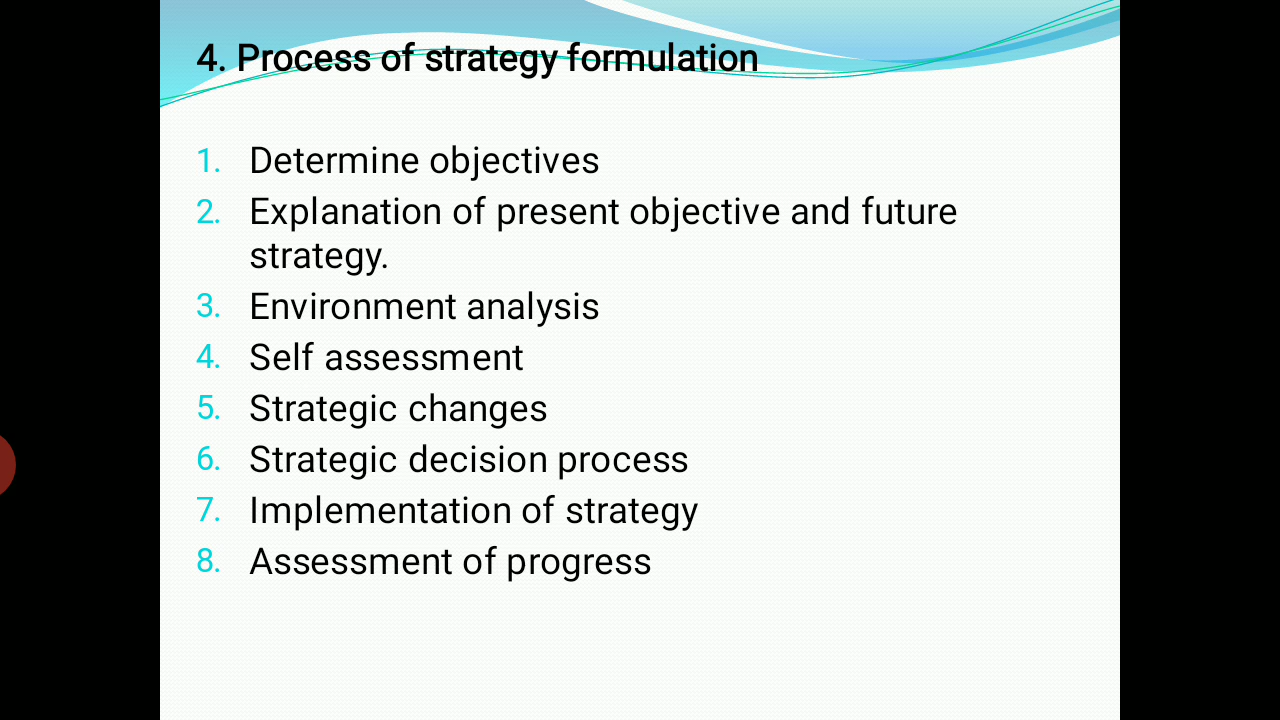 4. Process of strategy formulation
1. Determine objectives
2. Explanation of present objective and future
strategy.
3. Environment analysis
4. Self assessment
5. Strategic changes
6. Strategic decision process
7. Implementation of strategy
8. Assessment of progress